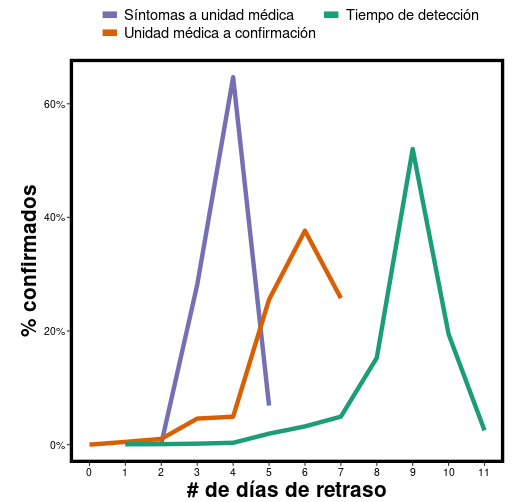 Síntomas a unidad médica Tiempo de detección
Unidad médica a confirmación
% confirmados
60%
40%
20%
0%
0 1 2 3 4 5 6 7 8 9 10 11
# de días de retraso